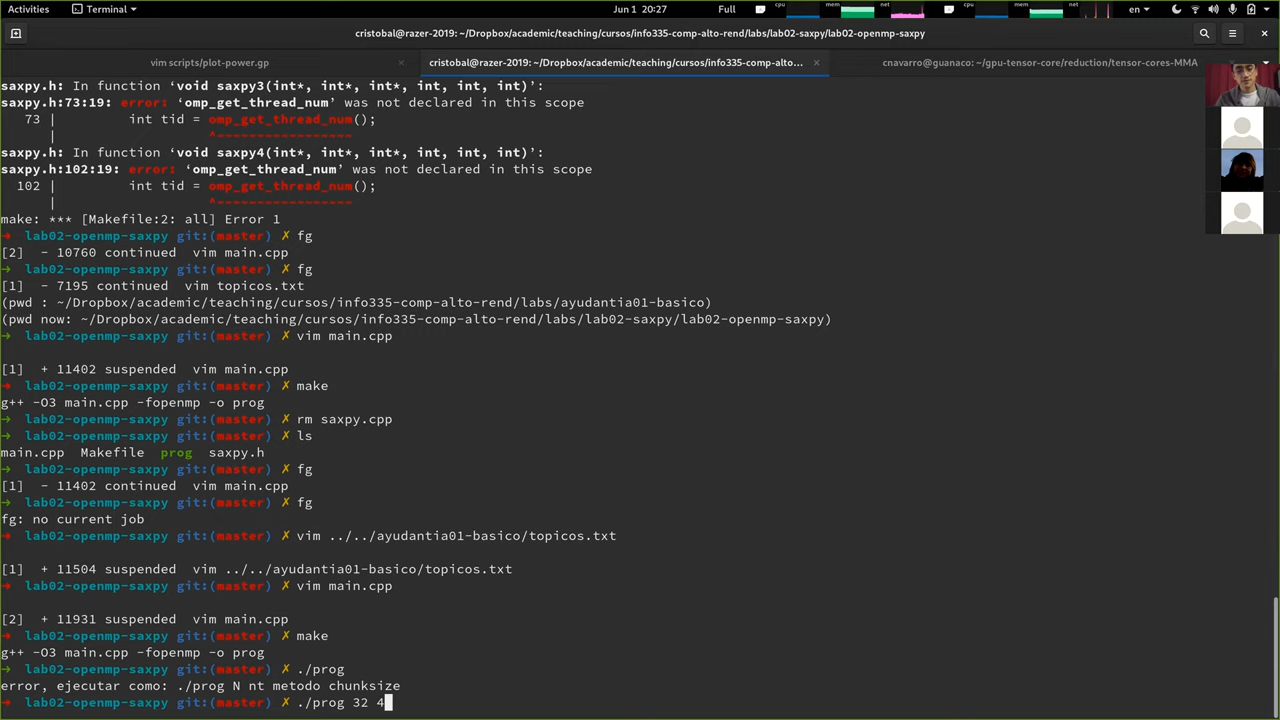 Activities Terminal Jun 1 20:27 Full cpu mem net cpu mem net en
cristobal@razer-2019: ~/Dropbox/academic/teaching/cursos/info335-comp-alto-rend/labs/lab02-saxpy/lab02-openmp-saxpy
vim scripts/plot-power.gp × cristobal@razer-2019: ~/Dropbox/academic/teaching/cursos/info335-comp-alto-rend/labs/lab02-saxpy/lab02-openmp-saxpy
saxpy.h: In function ‘void saxpy3(int*, int*, int*, int, int, int)’:
saxpy.h:73:19: error: ‘omp_get_thread_num’ was not declared in this scope
73 | int tid = omp_get_thread_num();
| ^~~~~~~~~~~~~~~~~~
saxpy.h: In function ‘void saxpy4(int*, int*, int*, int, int, int)’:
saxpy.h:102:19: error: ‘omp_get_thread_num’ was not declared in this scope
102 | int tid = omp_get_thread_num();
| ^~~~~~~~~~~~~~~~~~
make: *** [Makefile:2: all] Error 1
➜ lab02-openmp-saxpy git:(master) ✗ fg
[2] - 10760 continued vim main.cpp
➜ lab02-openmp-saxpy git:(master) ✗ fg
[1] - 7195 continued vim topicos.txt
(pwd : ~/Dropbox/academic/teaching/cursos/info335-comp-alto-rend/labs/ayudantia01-basico)
(pwd now: ~/Dropbox/academic/teaching/cursos/info335-comp-alto-rend/labs/lab02-saxpy/lab02-openmp-saxpy)
➜ lab02-openmp-saxpy git:(master) ✗ vim main.cpp
[1] + 11402 suspended vim main.cpp
➜ lab02-openmp-saxpy git:(master) ✗ make
g++ -O3 main.cpp -fopenmp -o prog
➜ lab02-openmp-saxpy git:(master) ✗ rm saxpy.cpp
➜ lab02-openmp-saxpy git:(master) ✗ ls
main.cpp Makefile prog saxpy.h
➜ lab02-openmp-saxpy git:(master) ✗ fg
[1] - 11402 continued vim main.cpp
➜ lab02-openmp-saxpy git:(master) ✗ fg
fg: no current job
➜ lab02-openmp-saxpy git:(master) ✗ vim ../../ayudantia01-basico/topicos.txt
[1] + 11504 suspended vim ../../ayudantia01-basico/topicos.txt
➜ lab02-openmp-saxpy git:(master) ✗ vim main.cpp
[2] + 11931 suspended vim main.cpp
➜ lab02-openmp-saxpy git:(master) ✗ make
g++ -O3 main.cpp -fopenmp -o prog
➜ lab02-openmp-saxpy git:(master) ✗ ./prog
error, ejecutar como: ./prog N nt metodo chunksize
➜ lab02-openmp-saxpy git:(master) ✗ ./prog 32 4